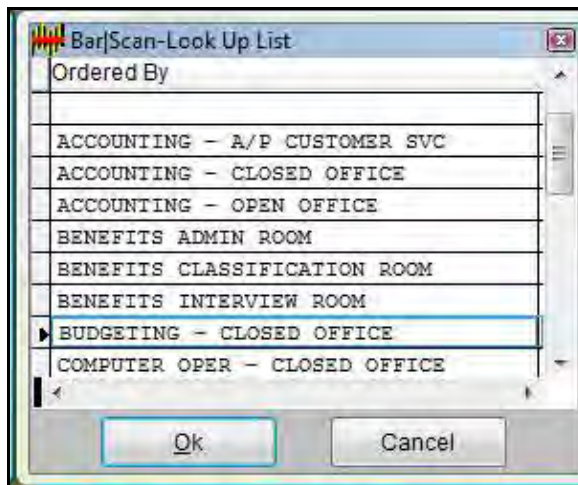 Bar|Scan-Look Up List
Ordered By
ACCOUNTING - A/P CUSTOMER SVC
ACCOUNTING - CLOSED OFFICE
ACCOUNTING - OPEN OFFICE
BENEFITS ADMIN ROOM
BENEFITS CLASSIFICATION ROOM
BENEFITS INTERVIEW ROOM
BUDGETING - CLOSED OFFICE
COMPUTER OPER - CLOSED OFFICE
Ok Cancel